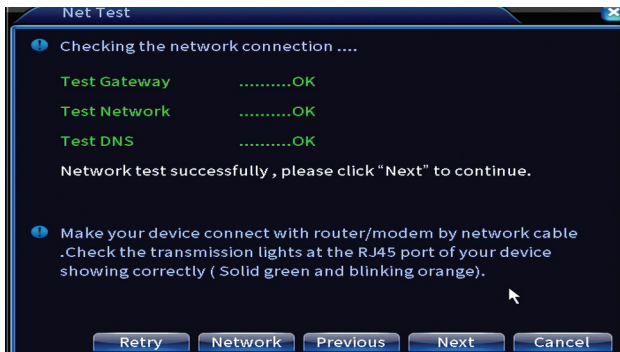 Net Test
Checking the network connection ....
Test Gateway ..........OK
Test Network ..........OK
Test DNS ..........OK
Network test successfully , please click “Next” to continue.
Make your device connect with router/modem by network cable
.Check the transmission lights at the RJ45 port of your device
showing correctly ( Solid green and blinking orange).
Retry Network Previous Next Cancel